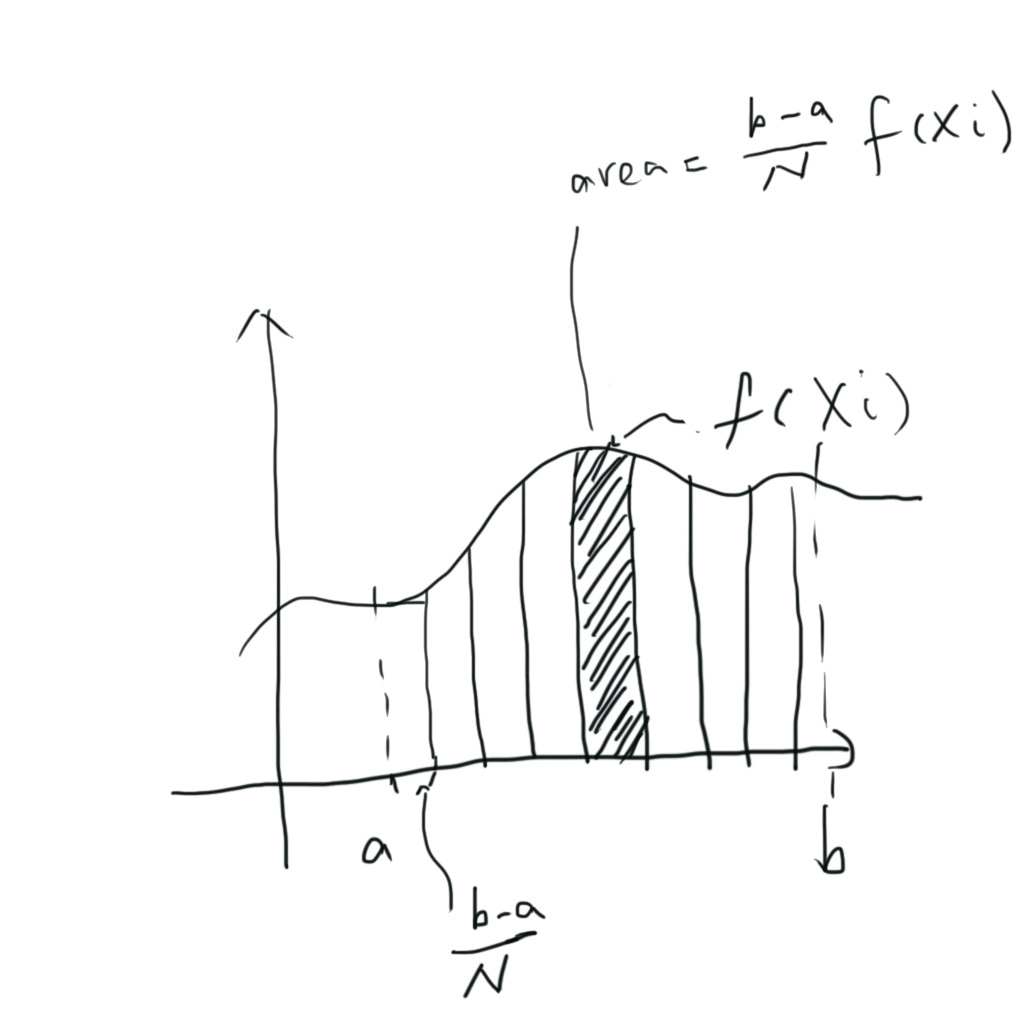 area = b-a/N f(xi)
f(xi)
a
b
b-a/N